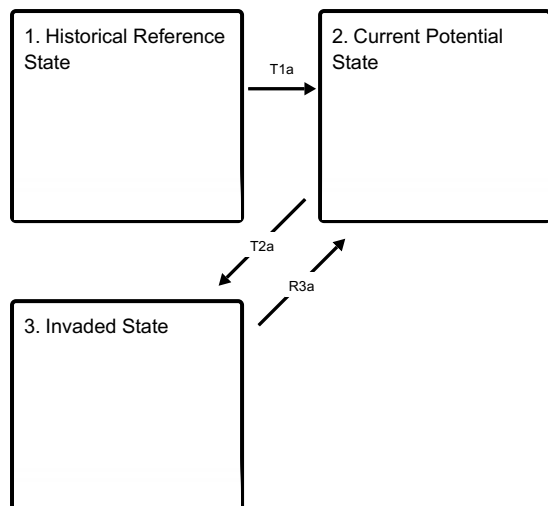 1. Historical Reference
State
T1a
2. Current Potential
State
T2a
R3a
3. Invaded State